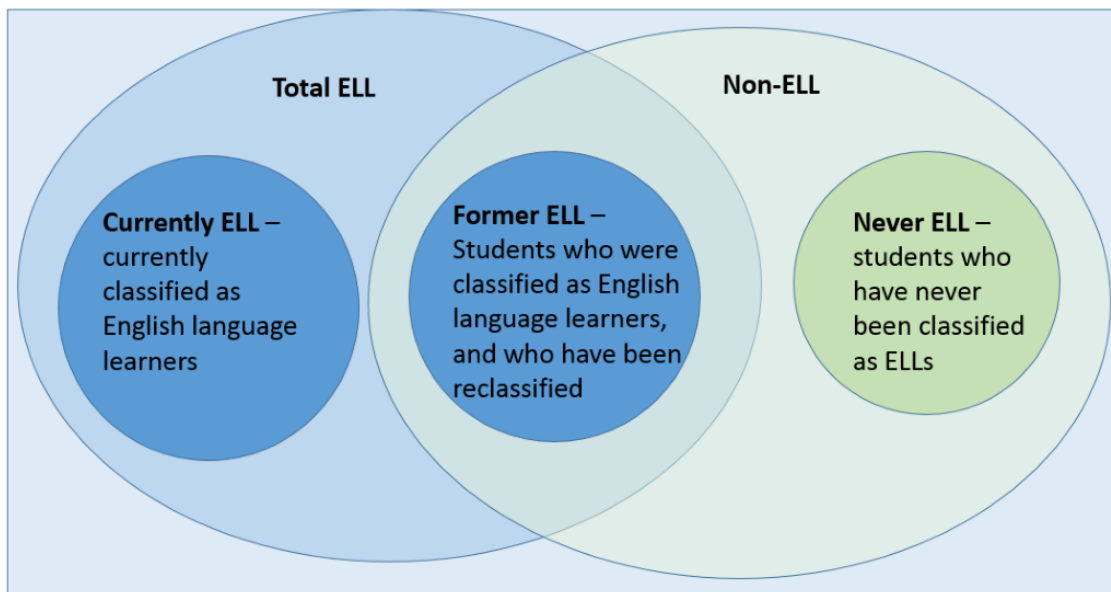 Total ELL
Non-ELL
Currently ELL –
currently
classified as
English language
learners
Former ELL –
Students who were
classified as English
language learners,
and who have been
reclassified
Never ELL –
students who
have never
been classified
as ELLs